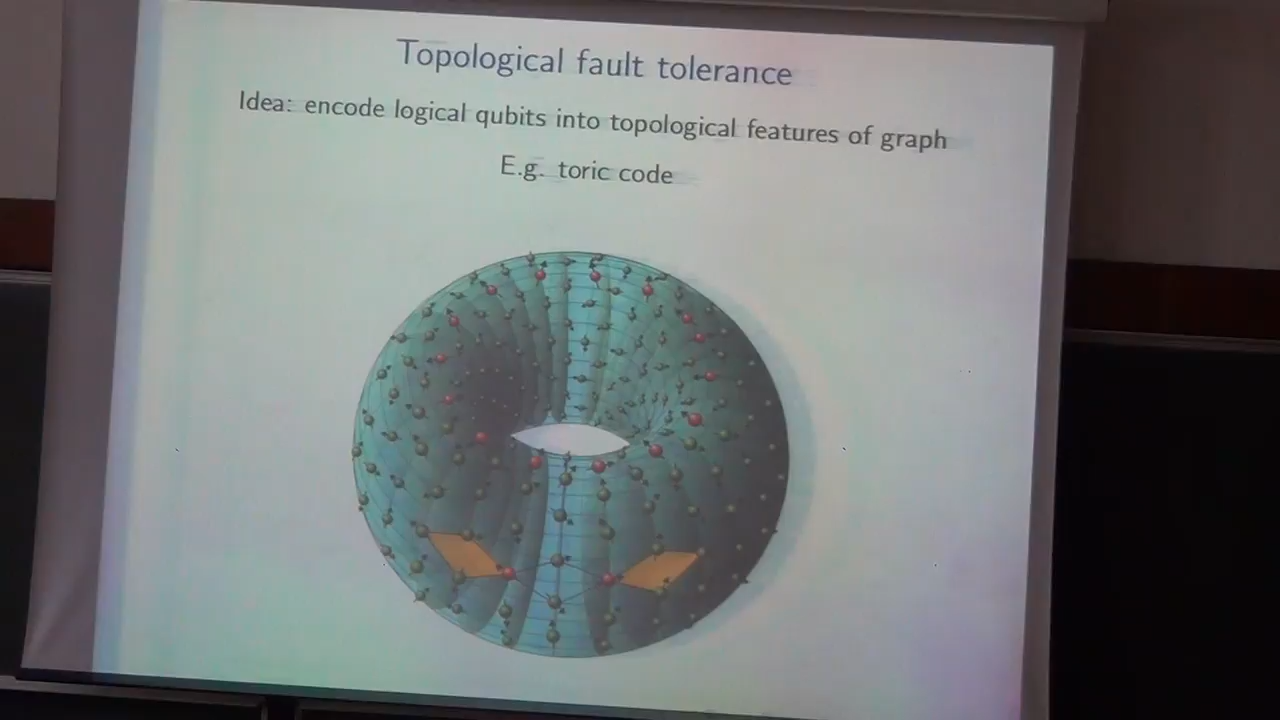 Topological fault tolerance
Idea: encode logical qubits into topological features of graph
E.g. toric code